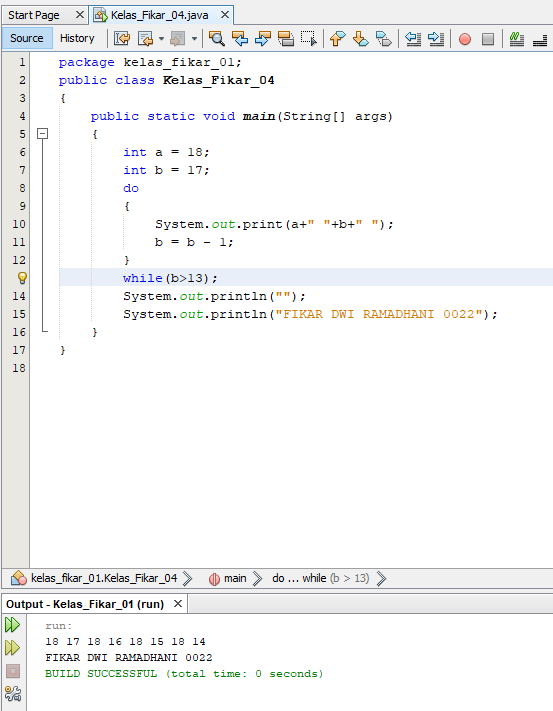 Start Page Kelas_Fikar_04.java
Source History
1 package kelas_fikar_01;
2 public class Kelas_Fikar_04
3 {
4 public static void main(String[] args)
5 {
6 int a = 18;
7 int b = 17;
8 do
9 {
10 System.out.print(a+" "+b+" ");
11 b = b - 1;
12 }
while(b>13);
14 System.out.println("");
15 System.out.println("FIKAR DWI RAMADHANI 0022");
16 }
17 }
18
kelas_fikar_01.Kelas_Fikar_04 main do ... while (b > 13)
Output - Kelas_Fikar_01 (run)
run:
18 17 18 16 18 15 18 14
FIKAR DWI RAMADHANI 0022
BUILD SUCCESSFUL (total time: 0 seconds)